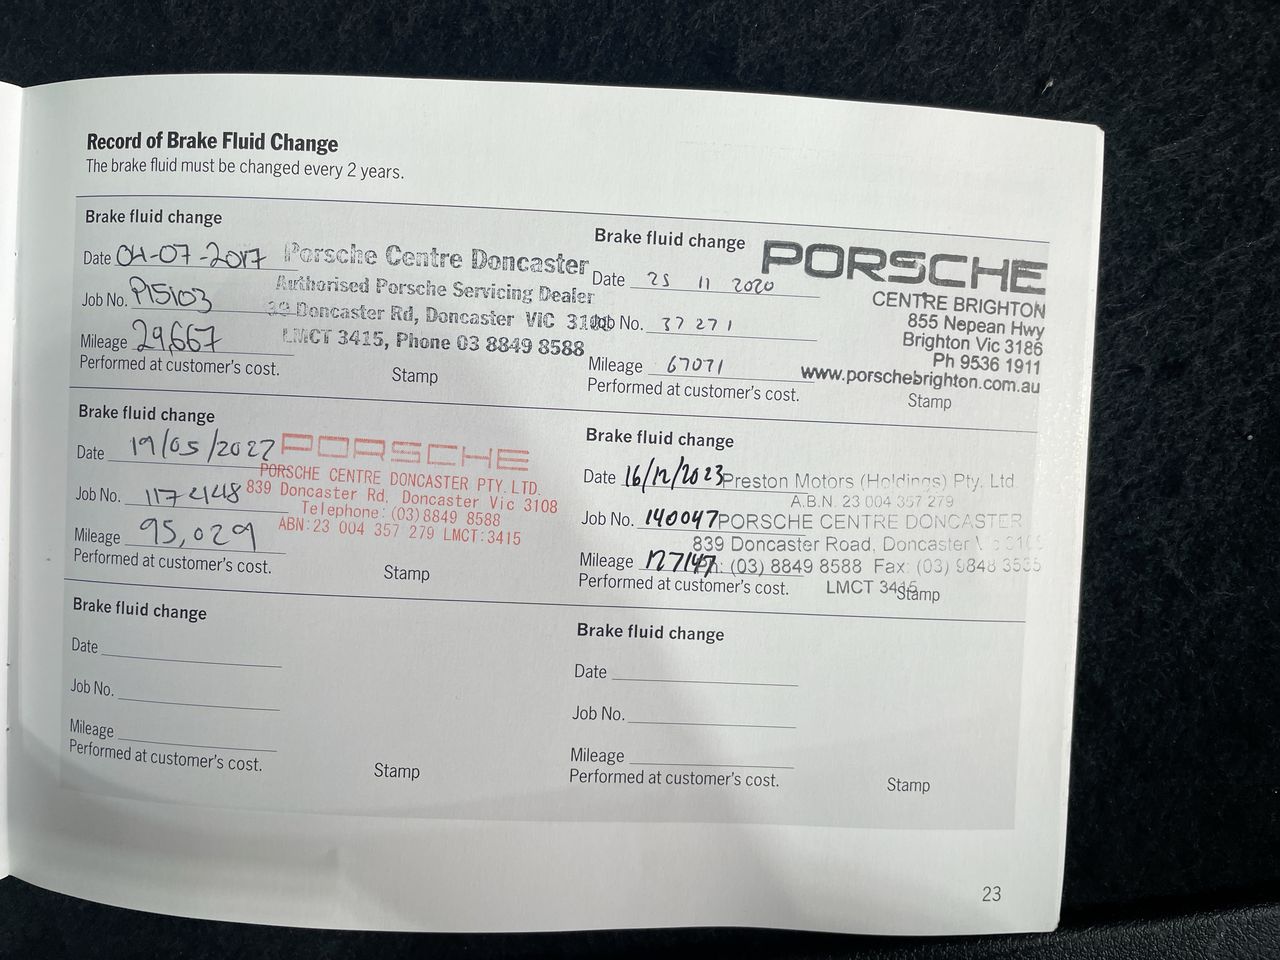 Record of Brake Fluid Change
The brake fluid must be changed every 2 years.
Brake fluid change
Date 04-07-2017
Job No. P15103
Mileage 29,667
Performed at customer's cost.
Stamp
Porsche Centre Doncaster
Authorised Porsche Servicing Dealer
Doncaster Rd, Doncaster VIC
LMCT 3415, Phone 03 8849 8588
Brake fluid change
Date 25 11 2020
Job No. 37271
Mileage 67071
Performed at customer's cost.
Stamp
PORSCHE
CENTRE BRIGHTON
855 Nepean Hwy
Brighton Vic 3186
Ph 9536 1911
www.porschebrighton.com.au
Brake fluid change
Date 19/05/2022
Job No.
Mileage 95,029
Performed at customer's cost.
Stamp
PORSCHE
PORSCHE CENTRE DONCASTER PTY. LTD.
839 Doncaster Rd, Doncaster Vic 3108
Telephone: (03) 8849 8588
ABN: 23 004 357 279 LMCT: 3415
Brake fluid change
Date 16/12/2023
Job No. 140047
Mileage 127147
Performed at customer's cost.
Stamp
Preston Motors (Holdings) Pty. Ltd.
A.B.N. 23 004 357 279
PORSCHE CENTRE DONCASTER
839 Doncaster Road, Doncaster
Ph: (03) 8849 8588 Fax: (03) 9848 3535
LMCT 3415
Brake fluid change
Date
Job No.
Mileage
Performed at customer's cost.
Stamp
Brake fluid change
Date
Job No.
Mileage
Performed at customer's cost.
Stamp
23